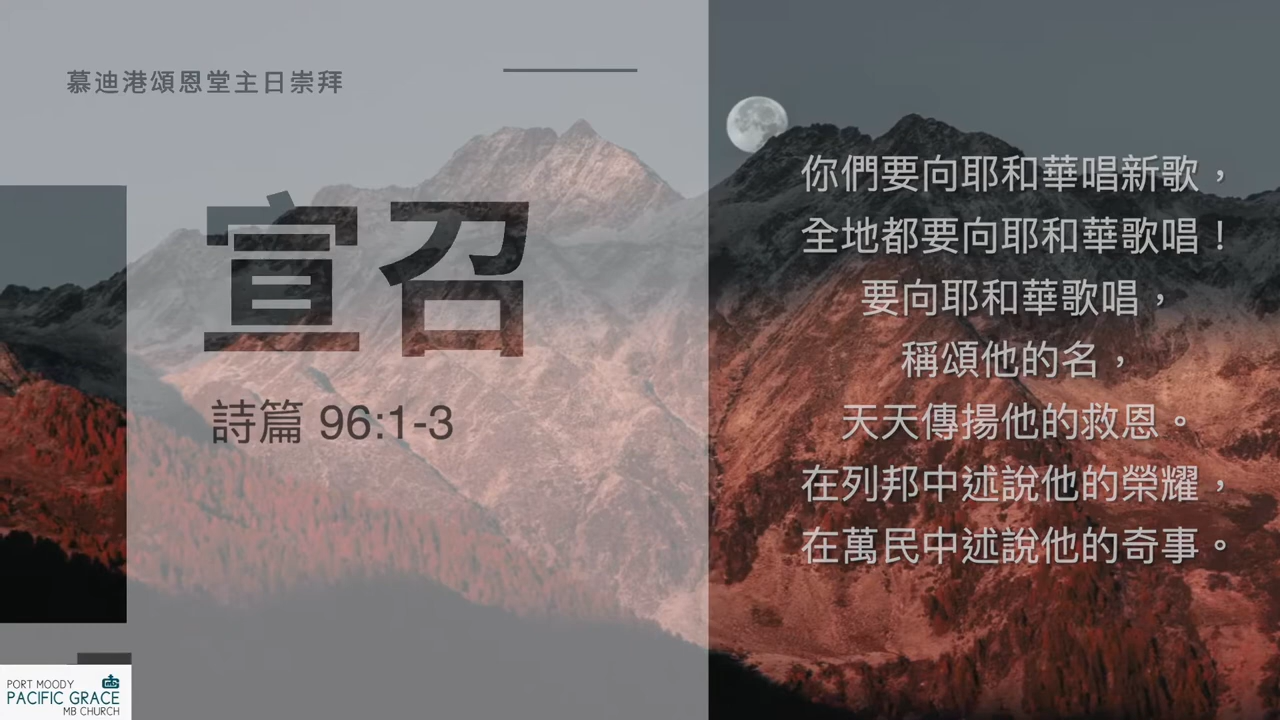 慕迪港頌恩堂主日崇拜
宣召
詩篇 96:1-3
你們要向耶和華唱新歌，
全地都要向耶和華歌唱！
要向耶和華歌唱，
稱頌他的名，
天天傳揚他的救恩。
在列邦中述說他的榮耀，
在萬民中述說他的奇事。
PORT MOODY
PACIFIC GRACE
MB CHURCH